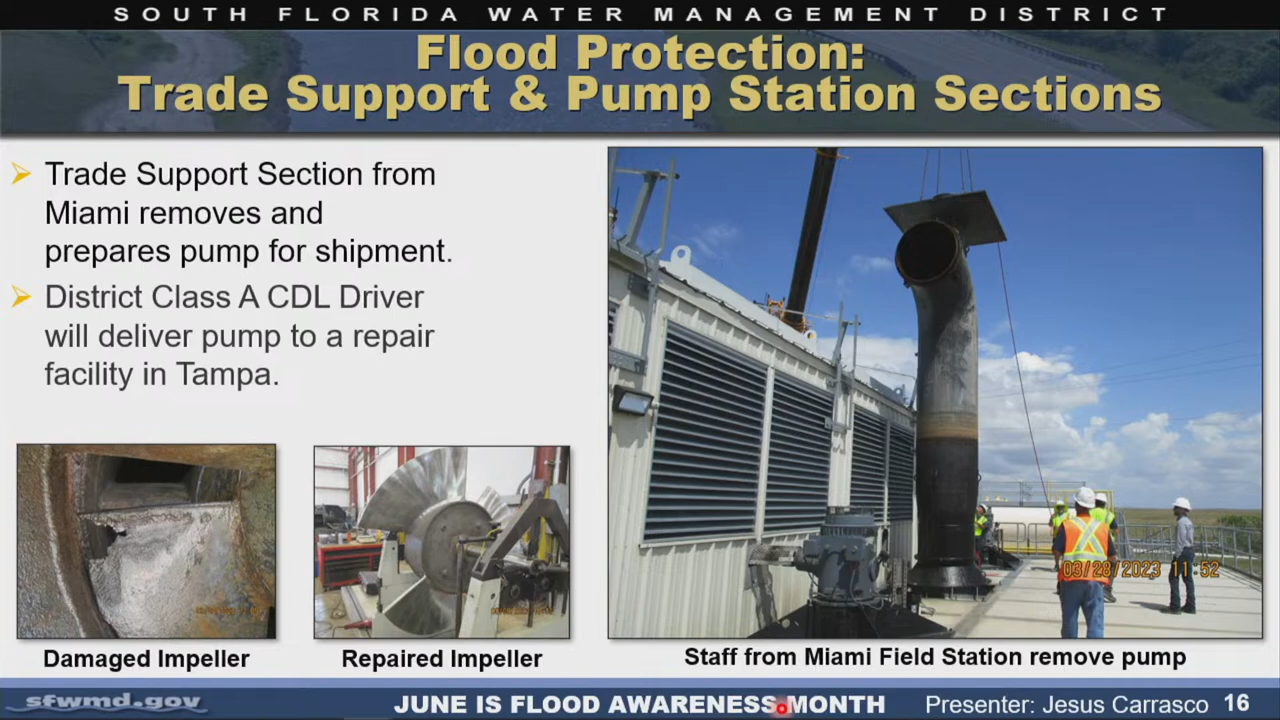 SOUTH FLORIDA WATER MANAGEMENT DISTRICT
Flood Protection:
Trade Support & Pump Station Sections
➢ Trade Support Section from
Miami removes and
prepares pump for shipment.
➢ District Class A CDL Driver
will deliver pump to a repair
facility in Tampa.
03/28/2023 11:52
Damaged Impeller
Repaired Impeller
Staff from Miami Field Station remove pump
sfwmd.gov
JUNE IS FLOOD AWARENESS MONTH
Presenter: Jesus Carrasco 16